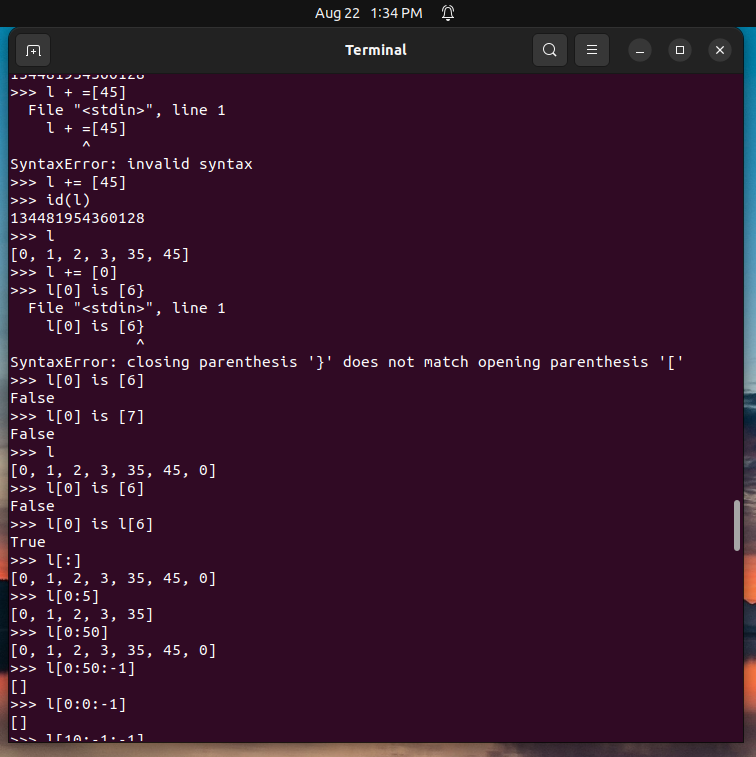 Aug 22 1:34 PM
Terminal
134481954360128
>>> l + =[45]
  File "<stdin>", line 1
    l + =[45]
        ^
SyntaxError: invalid syntax
>>> l += [45]
>>> id(l)
134481954360128
>>> l
[0, 1, 2, 3, 35, 45]
>>> l += [0]
>>> l[0] is [6}
  File "<stdin>", line 1
    l[0] is [6}
              ^
SyntaxError: closing parenthesis '}' does not match opening parenthesis '['
>>> l[0] is [6]
False
>>> l[0] is [7]
False
>>> l
[0, 1, 2, 3, 35, 45, 0]
>>> l[0] is [6]
False
>>> l[0] is l[6]
True
>>> l[:]
[0, 1, 2, 3, 35, 45, 0]
>>> l[0:5]
[0, 1, 2, 3, 35]
>>> l[0:50]
[0, 1, 2, 3, 35, 45, 0]
>>> l[0:50:-1]
[]
>>> l[0:0:-1]
[]
>>> l[10:-1:-1]